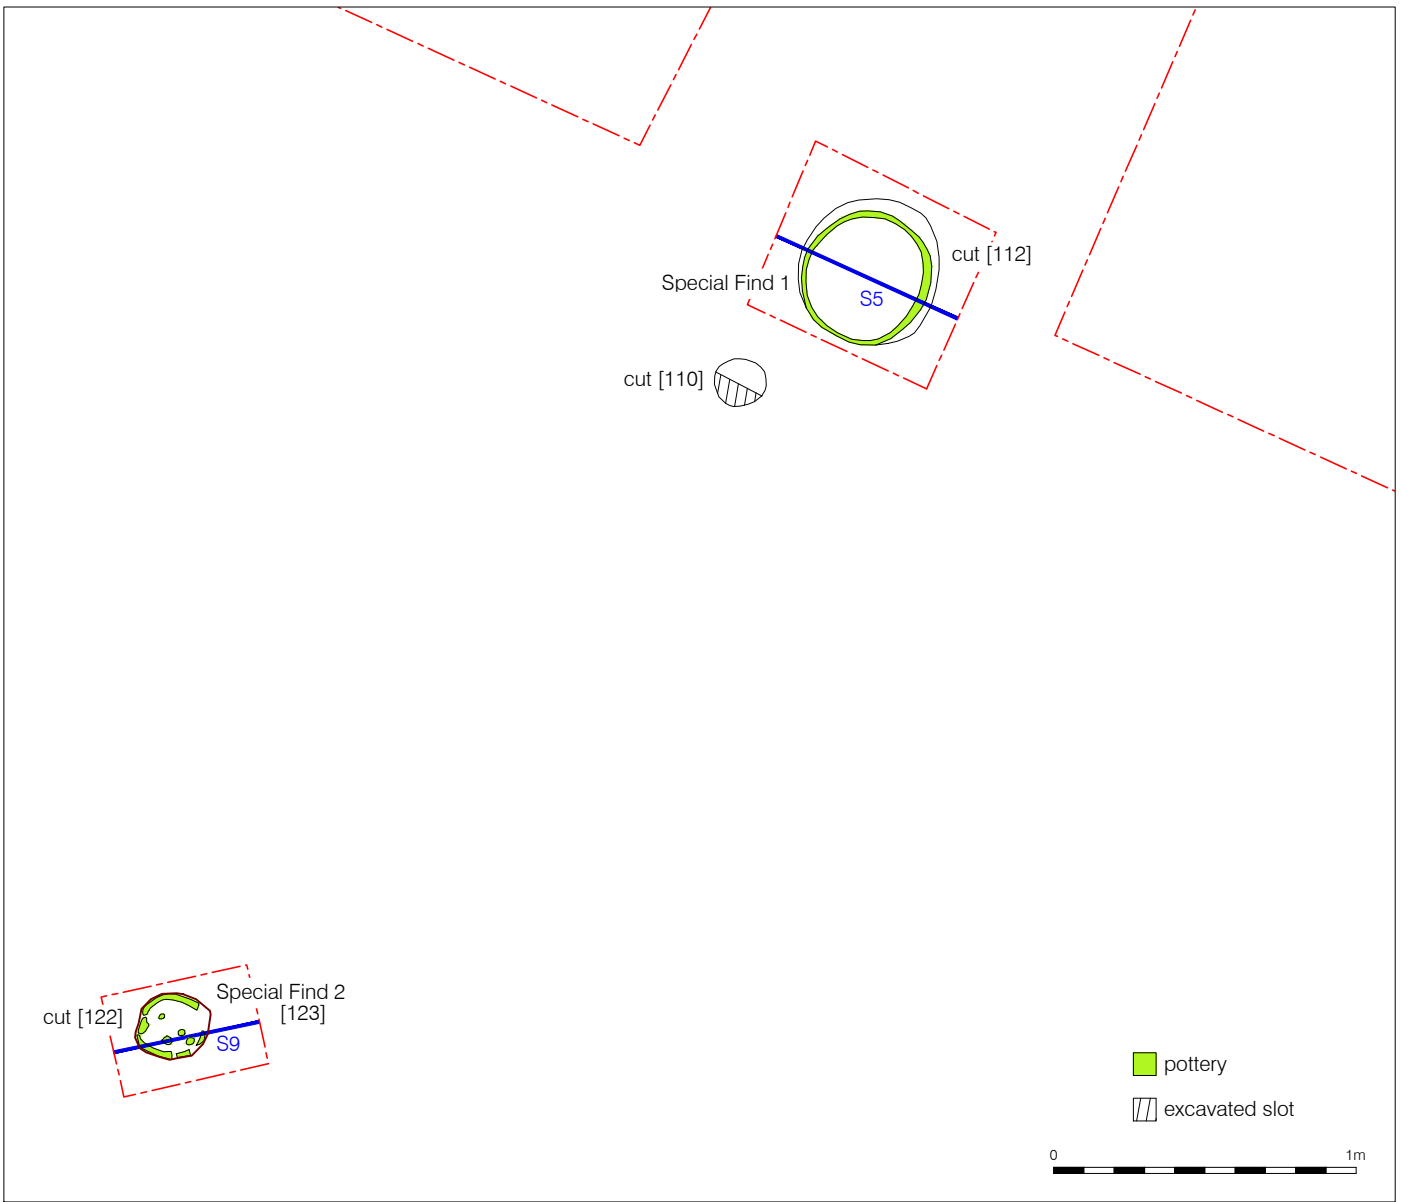 cut [112]
Special Find 1
S5
cut [110]
Special Find 2
[123]
cut [122]
S9
pottery
excavated slot
0 1m